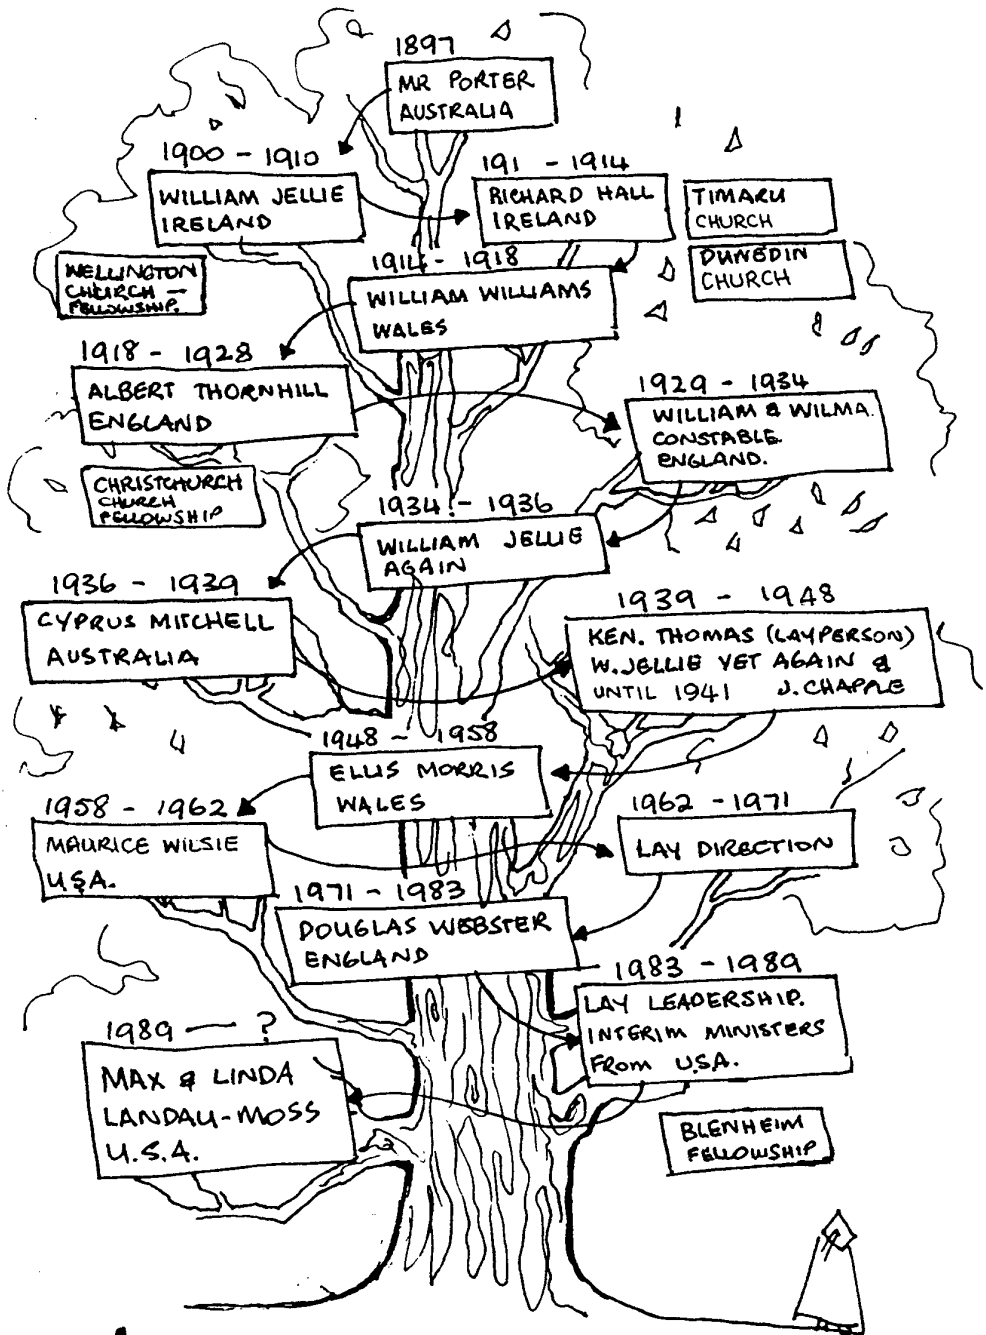 1897
MR PORTER
AUSTRALIA
1900 - 1910
WILLIAM JELLIE
IRELAND
191 - 1914
RICHARD HALL
IRELAND
TIMARU
CHURCH
WELLINGTON
CHURCH -
FELLOWSHIP.
DUNEDIN
CHURCH
1914 - 1918
WILLIAM WILLIAMS
WALES
1918 - 1928
ALBERT THORNHILL
ENGLAND
1929 - 1934
WILLIAM & WILMA.
CONSTABLE.
ENGLAND.
CHRISTCHURCH
CHURCH
FELLOWSHIP
1934 - 1936
WILLIAM JELLIE
AGAIN
1936 - 1939
CYPRUS MITCHELL
AUSTRALIA
1939 - 1948
KEN. THOMAS (LAYPERSON)
W. JELLIE YET AGAIN &
UNTIL 1941 J. CHAPPLE
1948 - 1958
ELLIS MORRIS
WALES
1958 - 1962
MAURICE WILSIE
U.S.A.
1962 - 1971
LAY DIRECTION
1971 - 1983
DOUGLAS WEBSTER
ENGLAND
1983 - 1989
LAY LEADERSHIP.
INTERIM MINISTERS
FROM U.S.A.
1989 — ?
MAX & LINDA
LANDAU-MOSS
U.S.A.
BLENHEIM
FELLOWSHIP